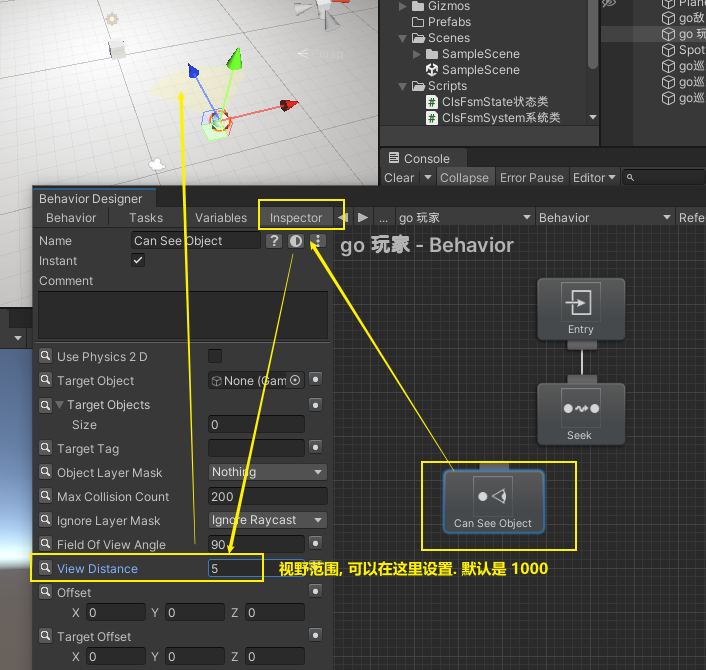 Gizmos
Prefabs
Scenes
SampleScene
SampleScene
Scripts
ClsFsmState状态类
ClsFsmSystem系统类
go敌
go 玩
Spot
go巡
go巡
go巡
Console
Clear
Collapse
Error Pause
Editor
Behavior Designer
Behavior
Tasks
Variables
Inspector
...
go 玩家
Behavior
Refe
Name
Can See Object
Instant
Comment
go 玩家 - Behavior
Entry
Seek
Can See Object
Use Physics 2 D
Target Object
None (Gam
Target Objects
Size
0
Target Tag
Object Layer Mask
Nothing
Max Collision Count
200
Ignore Layer Mask
Ignore Raycast
Field Of View Angle
90
View Distance
5
视野范围, 可以在这里设置. 默认是 1000
Offset
X 0 Y 0 Z 0
Target Offset
X 0 Y 0 Z 0